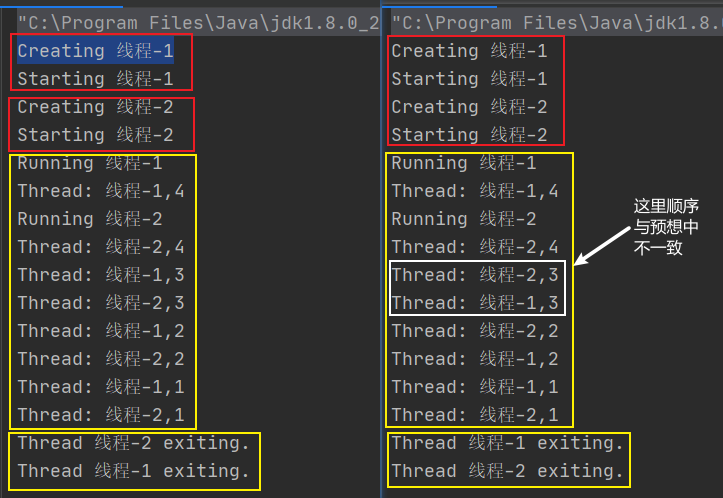 "C:\Program Files\Java\jdk1.8.0_2
Creating 线程-1
Starting 线程-1
Creating 线程-2
Starting 线程-2
Running 线程-1
Thread: 线程-1,4
Running 线程-2
Thread: 线程-2,4
Thread: 线程-1,3
Thread: 线程-2,3
Thread: 线程-1,2
Thread: 线程-2,2
Thread: 线程-1,1
Thread: 线程-2,1
Thread 线程-2 exiting.
Thread 线程-1 exiting.
"C:\Program Files\Java\jdk1.8.
Creating 线程-1
Starting 线程-1
Creating 线程-2
Starting 线程-2
Running 线程-1
Thread: 线程-1,4
Running 线程-2
Thread: 线程-2,4
Thread: 线程-2,3
Thread: 线程-1,3
Thread: 线程-2,2
Thread: 线程-1,2
Thread: 线程-1,1
Thread: 线程-2,1
Thread 线程-1 exiting.
Thread 线程-2 exiting.
这里顺序
与预想中
不一致